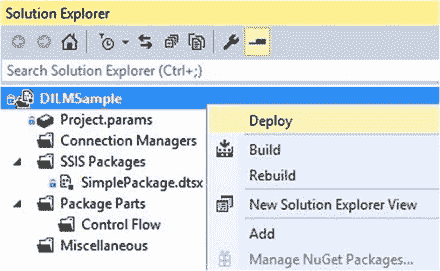 Solution Explorer
Search Solution Explorer (Ctrl+;)
DILMSample
Project.params
Connection Managers
SSIS Packages
SimplePackage.dtsx
Package Parts
Control Flow
Miscellaneous
Deploy
Build
Rebuild
New Solution Explorer View
Add
Manage NuGet Packages...